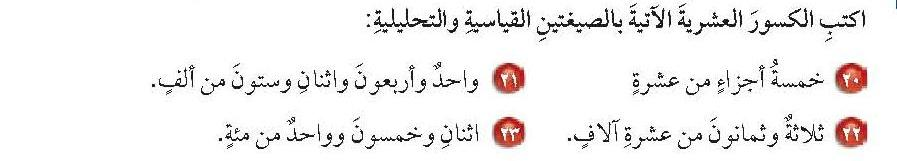 اكتبِ الكسورَ العشريةَ الآتيةَ بالصيغتينِ القياسيةِ والتحليليةِ:
٢٠ خمسةُ أجزاءٍ من عشرةٍ ٢١ واحدٌ وأربعونَ واثنانِ وستونَ من ألفٍ.
٢٢ ثلاثةٌ وثمانونَ من عشرةِ آلافٍ. ٢٣ اثنانِ وخمسونَ وواحدٌ من مئةٍ.